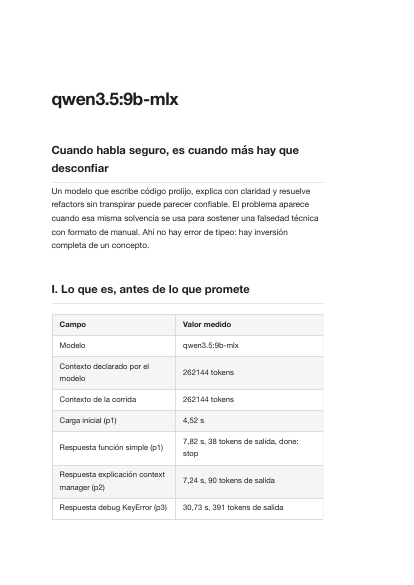 qwen3.5:9b-mlx
Cuando habla seguro, es cuando más hay que
desconfiar
Un modelo que escribe código prolijo, explica con claridad y resuelve
refactors sin transpirar puede parecer confiable. El problema aparece
cuando esa misma solvencia se usa para sostener una falsedad técnica
con formato de manual. Ahí no hay error de tipeo: hay inversión
completa de un concepto.
I. Lo que es, antes de lo que promete
Campo Valor medido
Modelo qwen3.5:9b-mlx
Contexto declarado por el
modelo 262144 tokens
Contexto de la corrida 262144 tokens
Carga inicial (p1) 4,52 s
Respuesta función simple (p1) 7,82 s, 38 tokens de salida, done:
stop
Respuesta explicación context
manager (p2) 7,24 s, 90 tokens de salida
Respuesta debug KeyError (p3) 30,73 s, 391 tokens de salida